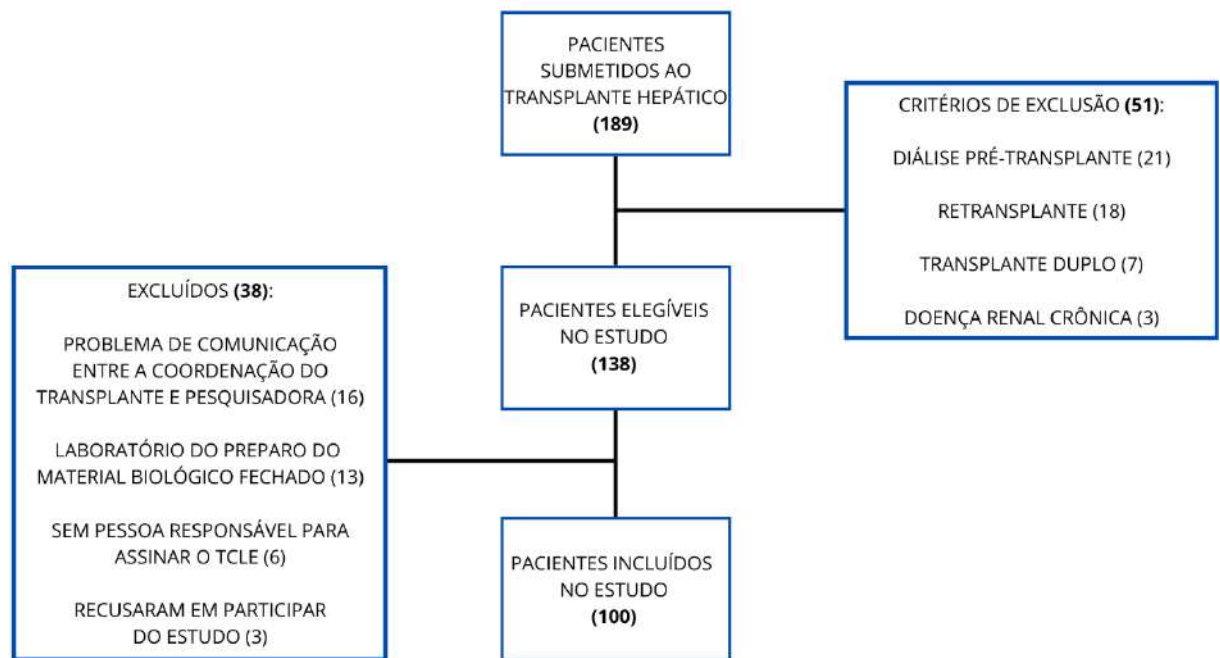 PACIENTES
SUBMETIDOS AO
TRANSPLANTE HEPÁTICO
(189)
CRITÉRIOS DE EXCLUSÃO (51):
DIÁLISE PRÉ-TRANSPLANTE (21)
RETRANSPLANTE (18)
TRANSPLANTE DUPLO (7)
DOENÇA RENAL CRÔNICA (3)
PACIENTES ELEGÍVEIS
NO ESTUDO
(138)
EXCLUÍDOS (38):
PROBLEMA DE COMUNICAÇÃO
ENTRE A COORDENAÇÃO DO
TRANSPLANTE E PESQUISADORA (16)
LABORATÓRIO DO PREPARO DO
MATERIAL BIOLÓGICO FECHADO (13)
SEM PESSOA RESPONSÁVEL PARA
ASSINAR O TCLE (6)
RECUSARAM EM PARTICIPAR
DO ESTUDO (3)
PACIENTES INCLUÍDOS
NO ESTUDO
(100)